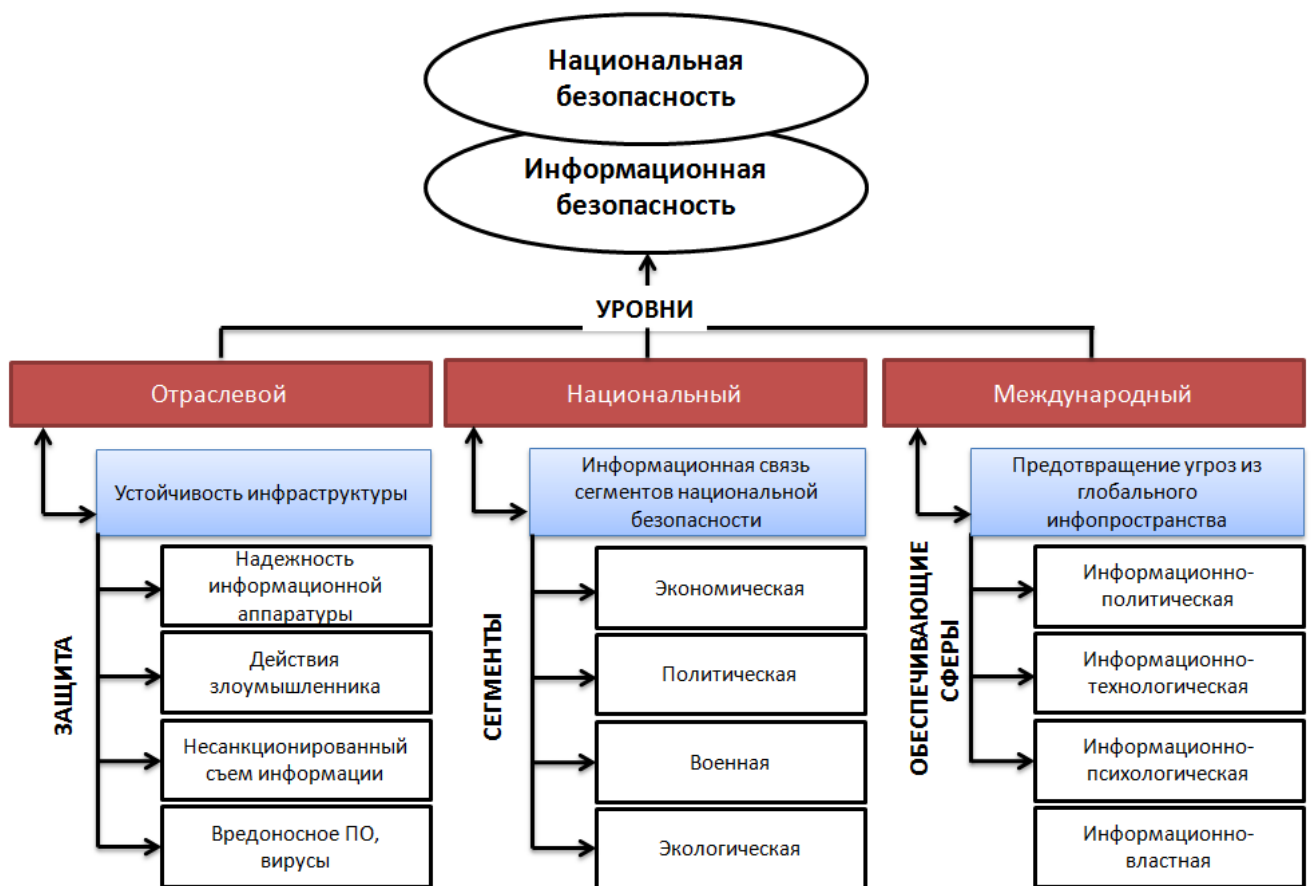 Национальная
безопасность
Информационная
безопасность
УРОВНИ
Отраслевой
Устойчивость инфраструктуры
ЗАЩИТА
Надежность
информационной
аппаратуры
Действия
злоумышленника
Несанкционированный
съем информации
Вредоносное ПО,
вирусы
Национальный
Информационная связь
сегментов национальной
безопасности
СЕГМЕНТЫ
Экономическая
Политическая
Военная
Экологическая
Международный
Предотвращение угроз из
глобального
инфопространства
ОБЕСПЕЧИВАЮЩИЕ
СФЕРЫ
Информационно-
политическая
Информационно-
технологическая
Информационно-
психологическая
Информационно-
властная